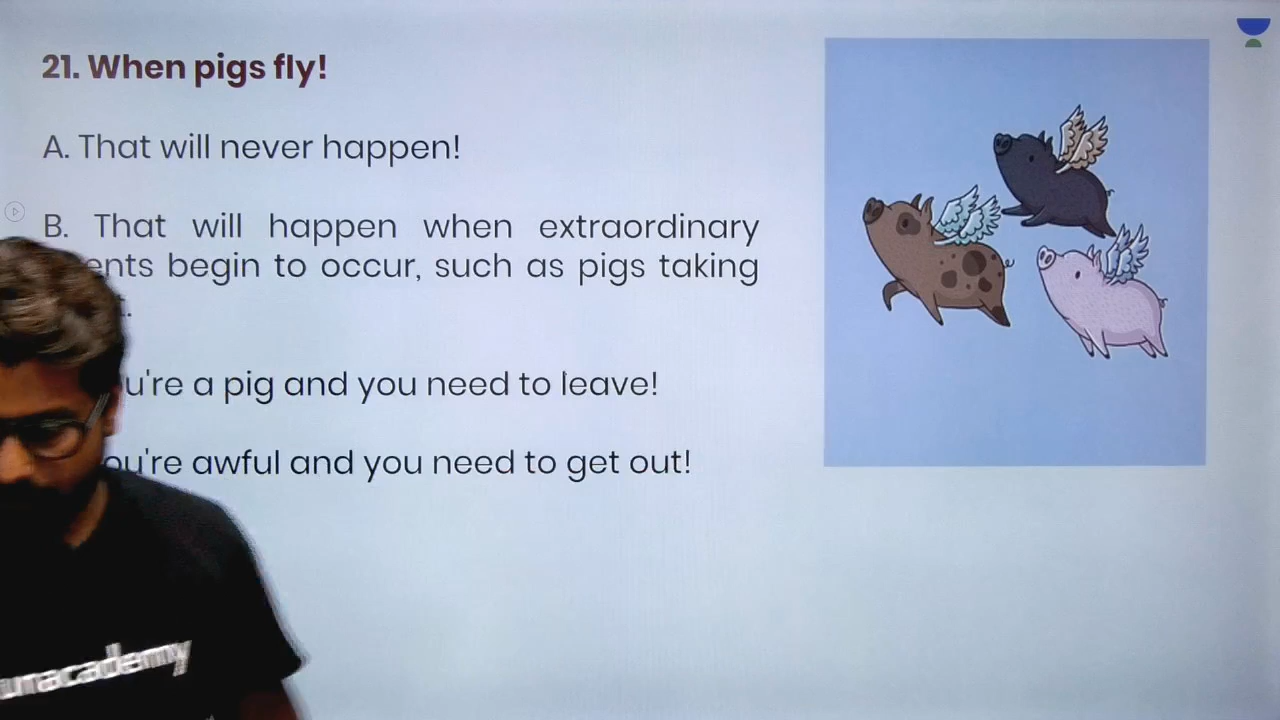 21. When pigs fly!
A. That will never happen!
B. That will happen when extraordinary
ents begin to occur, such as pigs taking
u're a pig and you need to leave!
ou're awful and you need to get out!
unacademy